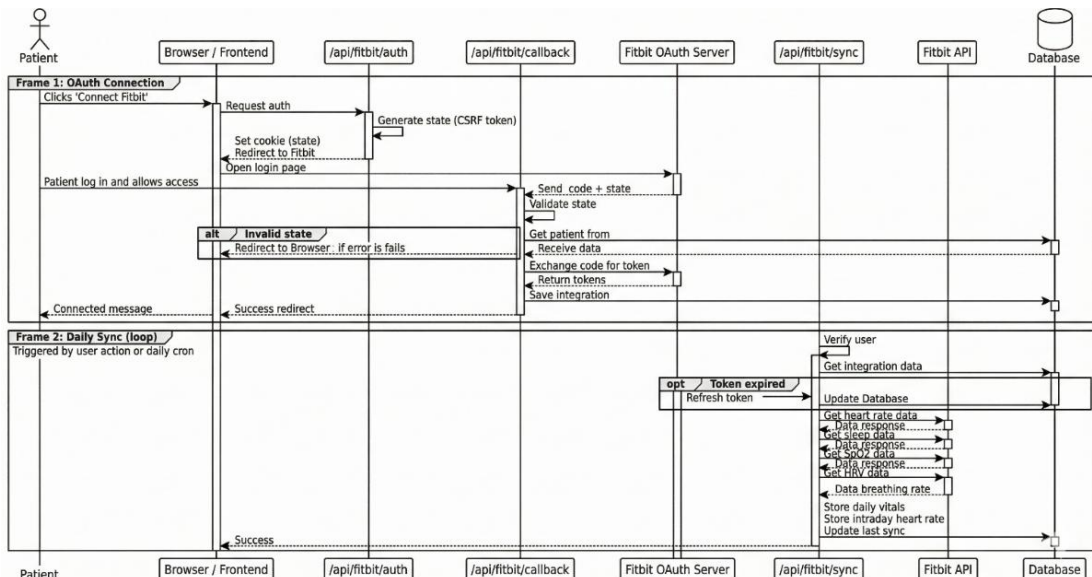 Patient
Browser / Frontend
/api/fitbit/auth
/api/fitbit/callback
Fitbit OAuth Server
/api/fitbit/sync
Fitbit API
Database
Frame 1: OAuth Connection
Clicks 'Connect Fitbit'
Request auth
Generate state (CSRF token)
Set cookie (state)
Redirect to Fitbit
Open login page
Patient log in and allows access
Send code + state
Validate state
alt Invalid state
Get patient from
Redirect to Browser: if error is fails
Receive data
Exchange code for token
Return tokens
Save integration
Connected message
Success redirect
Frame 2: Daily Sync (loop)
Triggered by user action or daily cron
Verify user
Get integration data
opt Token expired
Refresh token
Update Database
Get heart rate data
Data response
Get sleep data
Data response
Get SpO2 data
Data response
Get HRV data
Data breathing rate
Store daily vitals
Store intraday heart rate
Update last sync
Success
Patient
Browser / Frontend
/api/fitbit/auth
/api/fitbit/callback
Fitbit OAuth Server
/api/fitbit/sync
Fitbit API
Database